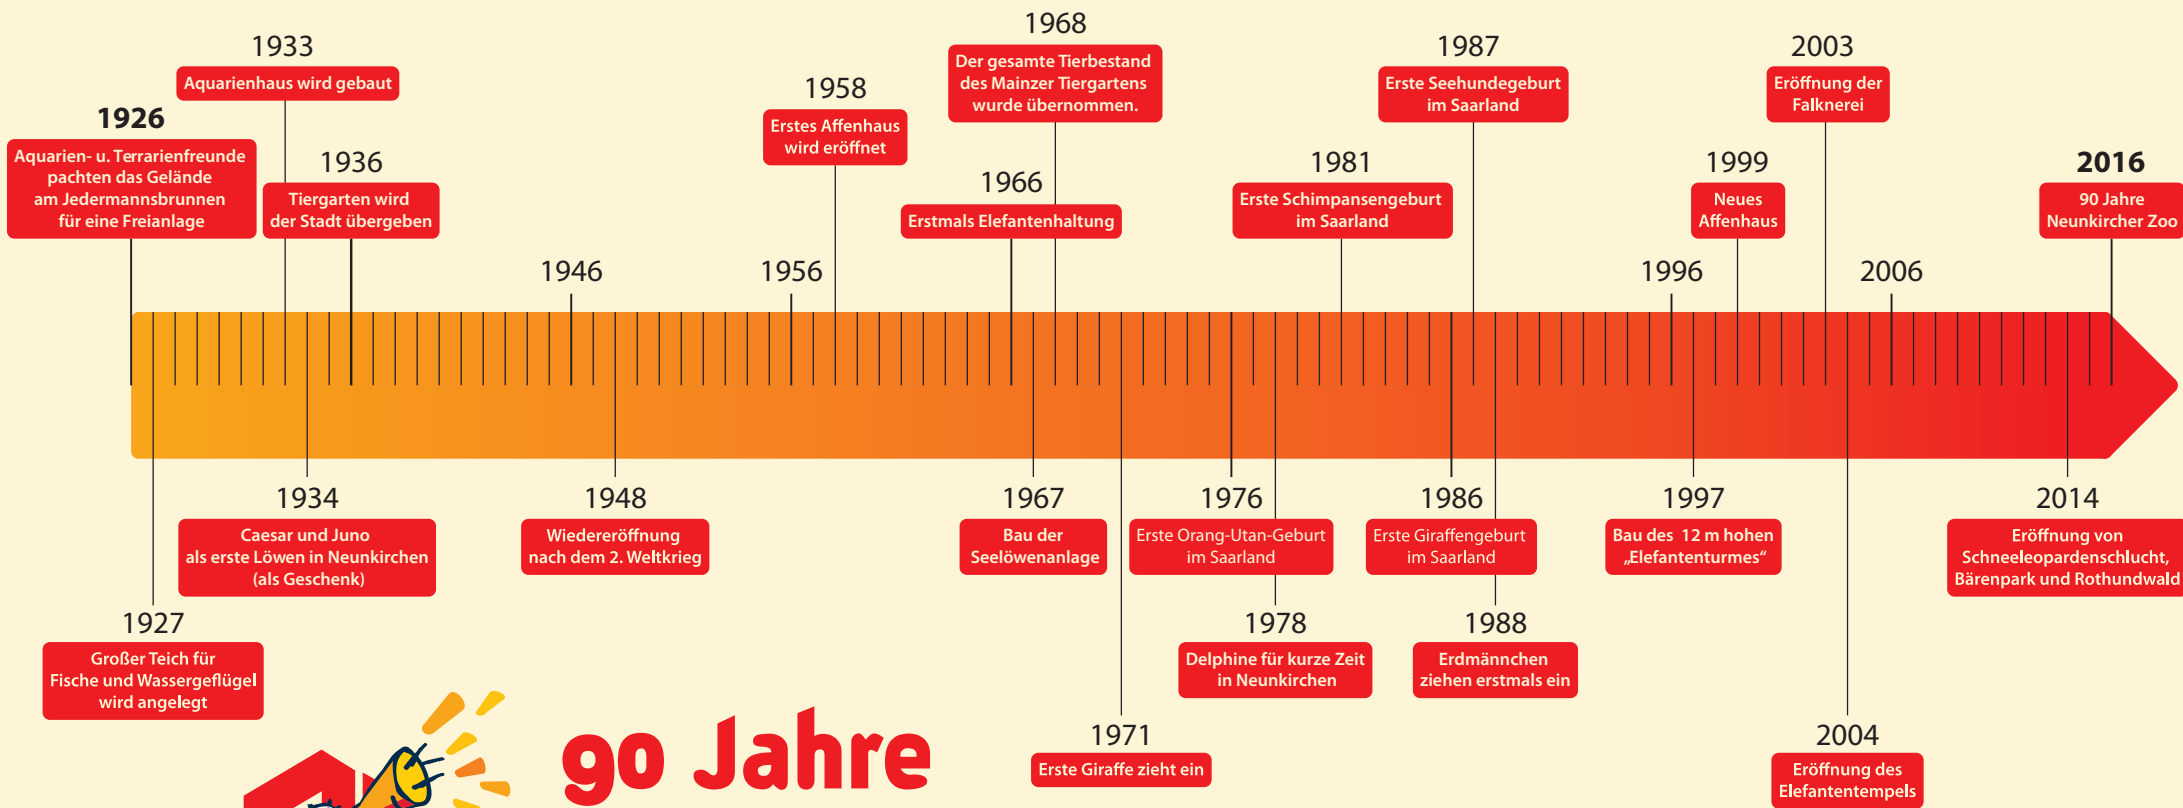 1926
Aquarien- u. Terrarienfreunde
pachten das Gelände
am Jedermannsbrunnen
für eine Freianlage
1933
Aquarienhaus wird gebaut
1936
Tiergarten wird
der Stadt übergeben
1946
1956
1958
Erstes Affenhaus
wird eröffnet
1966
Erstmals Elefantenhaltung
1968
Der gesamte Tierbestand
des Mainzer Tiergartens
wurde übernommen.
1981
Erste Schimpansengeburt
im Saarland
1987
Erste Seehundegeburt
im Saarland
1996
1999
Neues
Affenhaus
2003
Eröffnung der
Falknerei
2006
2016
90 Jahre
Neunkircher Zoo
1927
Großer Teich für
Fische und Wassergeflügel
wird angelegt
1934
Caesar und Juno
als erste Löwen in Neunkirchen
(als Geschenk)
1948
Wiedereröffnung
nach dem 2. Weltkrieg
1967
Bau der
Seelöwenanlage
1971
Erste Giraffe zieht ein
1976
Erste Orang-Utan-Geburt
im Saarland
1978
Delphine für kurze Zeit
in Neunkirchen
1986
Erste Giraffengeburt
im Saarland
1988
Erdmännchen
ziehen erstmals ein
1997
Bau des 12 m hohen
„Elefantenturmes“
2004
Eröffnung des
Elefantentempels
2014
Eröffnung von
Schneeleopardenschlucht,
Bärenpark und Rothundwald
90 Jahre